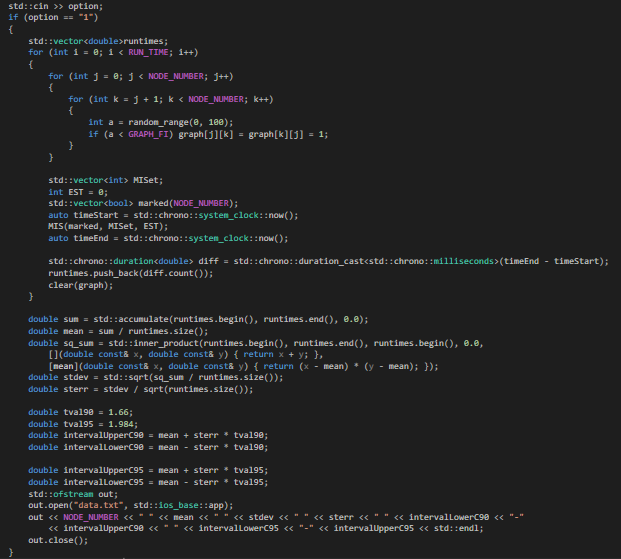 std::cin >> option;
if (option == "1")
{
    std::vector<double>runtimes;
    for (int i = 0; i < RUN_TIME; i++)
    {
        for (int j = 0; j < NODE_NUMBER; j++)
        {
            for (int k = j + 1; k < NODE_NUMBER; k++)
            {
                int a = random_range(0, 100);
                if (a < GRAPH_FI) graph[j][k] = graph[k][j] = 1;
            }
        }

        std::vector<int> MISet;
        int EST = 0;
        std::vector<bool> marked(NODE_NUMBER);
        auto timeStart = std::chrono::system_clock::now();
        MIS(marked, MISet, EST);
        auto timeEnd = std::chrono::system_clock::now();

        std::chrono::duration<double> diff = std::chrono::duration_cast<std::chrono::milliseconds>(timeEnd - timeStart);
        runtimes.push_back(diff.count());
        clear(graph);
    }

    double sum = std::accumulate(runtimes.begin(), runtimes.end(), 0.0);
    double mean = sum / runtimes.size();
    double sq_sum = std::inner_product(runtimes.begin(), runtimes.end(), runtimes.begin(), 0.0,
        [](double const& x, double const& y) { return x + y; },
        [mean](double const& x, double const& y) { return (x - mean) * (y - mean); });
    double stdev = std::sqrt(sq_sum / runtimes.size());
    double sterr = stdev / sqrt(runtimes.size());

    double tval90 = 1.66;
    double tval95 = 1.984;
    double intervalUpperC90 = mean + sterr * tval90;
    double intervalLowerC90 = mean - sterr * tval90;

    double intervalUpperC95 = mean + sterr * tval95;
    double intervalLowerC95 = mean - sterr * tval95;
    std::ofstream out;
    out.open("data.txt", std::ios_base::app);
    out << NODE_NUMBER << " " << mean << " " << stdev << " " << sterr << " " << intervalLowerC90 << "-"
        << intervalUpperC90 << " " << intervalLowerC95 << "-" << intervalUpperC95 << std::endl;
    out.close();
}